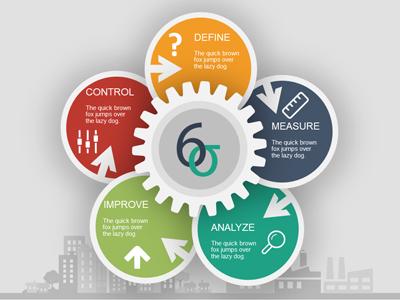 DEFINE
The quick brown
fox jumps over
the lazy dog.
MEASURE
The quick brown
fox jumps over
the lazy dog.
ANALYZE
The quick brown
fox jumps over
the lazy dog.
IMPROVE
The quick brown
fox jumps over
the lazy dog.
CONTROL
The quick brown
fox jumps over
the lazy dog.
6σ
?